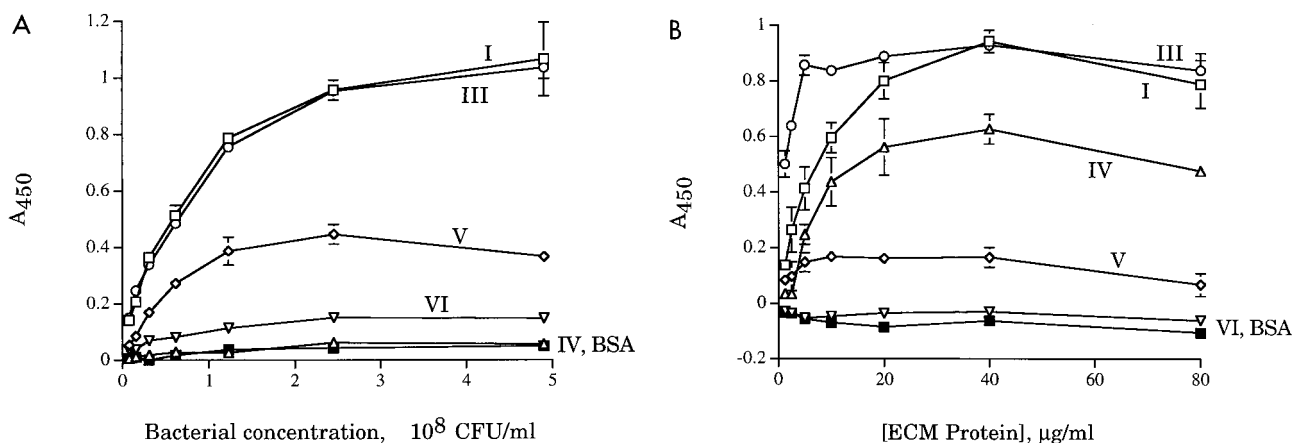 A
1.2
1
0.8
0.6
0.4
0.2
0
A450
I
III
V
VI
IV, BSA
0 1 2 3 4 5
Bacterial concentration, 10^8 CFU/ml
B
1
0.8
0.6
0.4
0.2
0
-0.2
A450
III
I
IV
V
VI, BSA
0 20 40 60 80
[ECM Protein], µg/ml